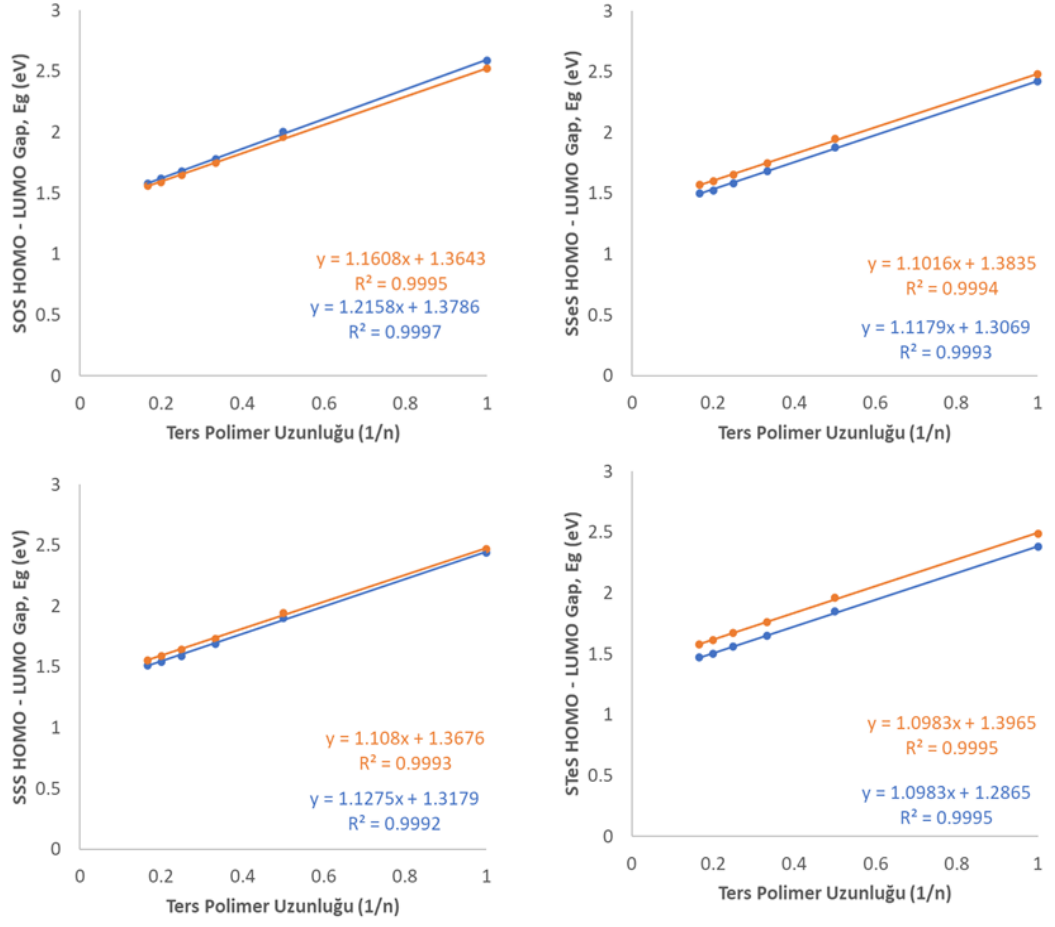 SOS HOMO - LUMO Gap, Eg (eV)
3
2.5
2
1.5
1
0.5
0
y = 1.1608x + 1.3643
R² = 0.9995
y = 1.2158x + 1.3786
R² = 0.9997
0 0.2 0.4 0.6 0.8 1
Ters Polimer Uzunluğu (1/n)
SSeS HOMO - LUMO Gap, Eg (eV)
3
2.5
2
1.5
1
0.5
0
y = 1.1016x + 1.3835
R² = 0.9994
y = 1.1179x + 1.3069
R² = 0.9993
0 0.2 0.4 0.6 0.8 1
Ters Polimer Uzunluğu (1/n)
SSS HOMO - LUMO Gap, Eg (eV)
3
2.5
2
1.5
1
0.5
0
y = 1.108x + 1.3676
R² = 0.9993
y = 1.1275x + 1.3179
R² = 0.9992
0 0.2 0.4 0.6 0.8 1
Ters Polimer Uzunluğu (1/n)
STeS HOMO - LUMO Gap, Eg (eV)
3
2.5
2
1.5
1
0.5
0
y = 1.0983x + 1.3965
R² = 0.9995
y = 1.0983x + 1.2865
R² = 0.9995
0 0.2 0.4 0.6 0.8 1
Ters Polimer Uzunluğu (1/n)